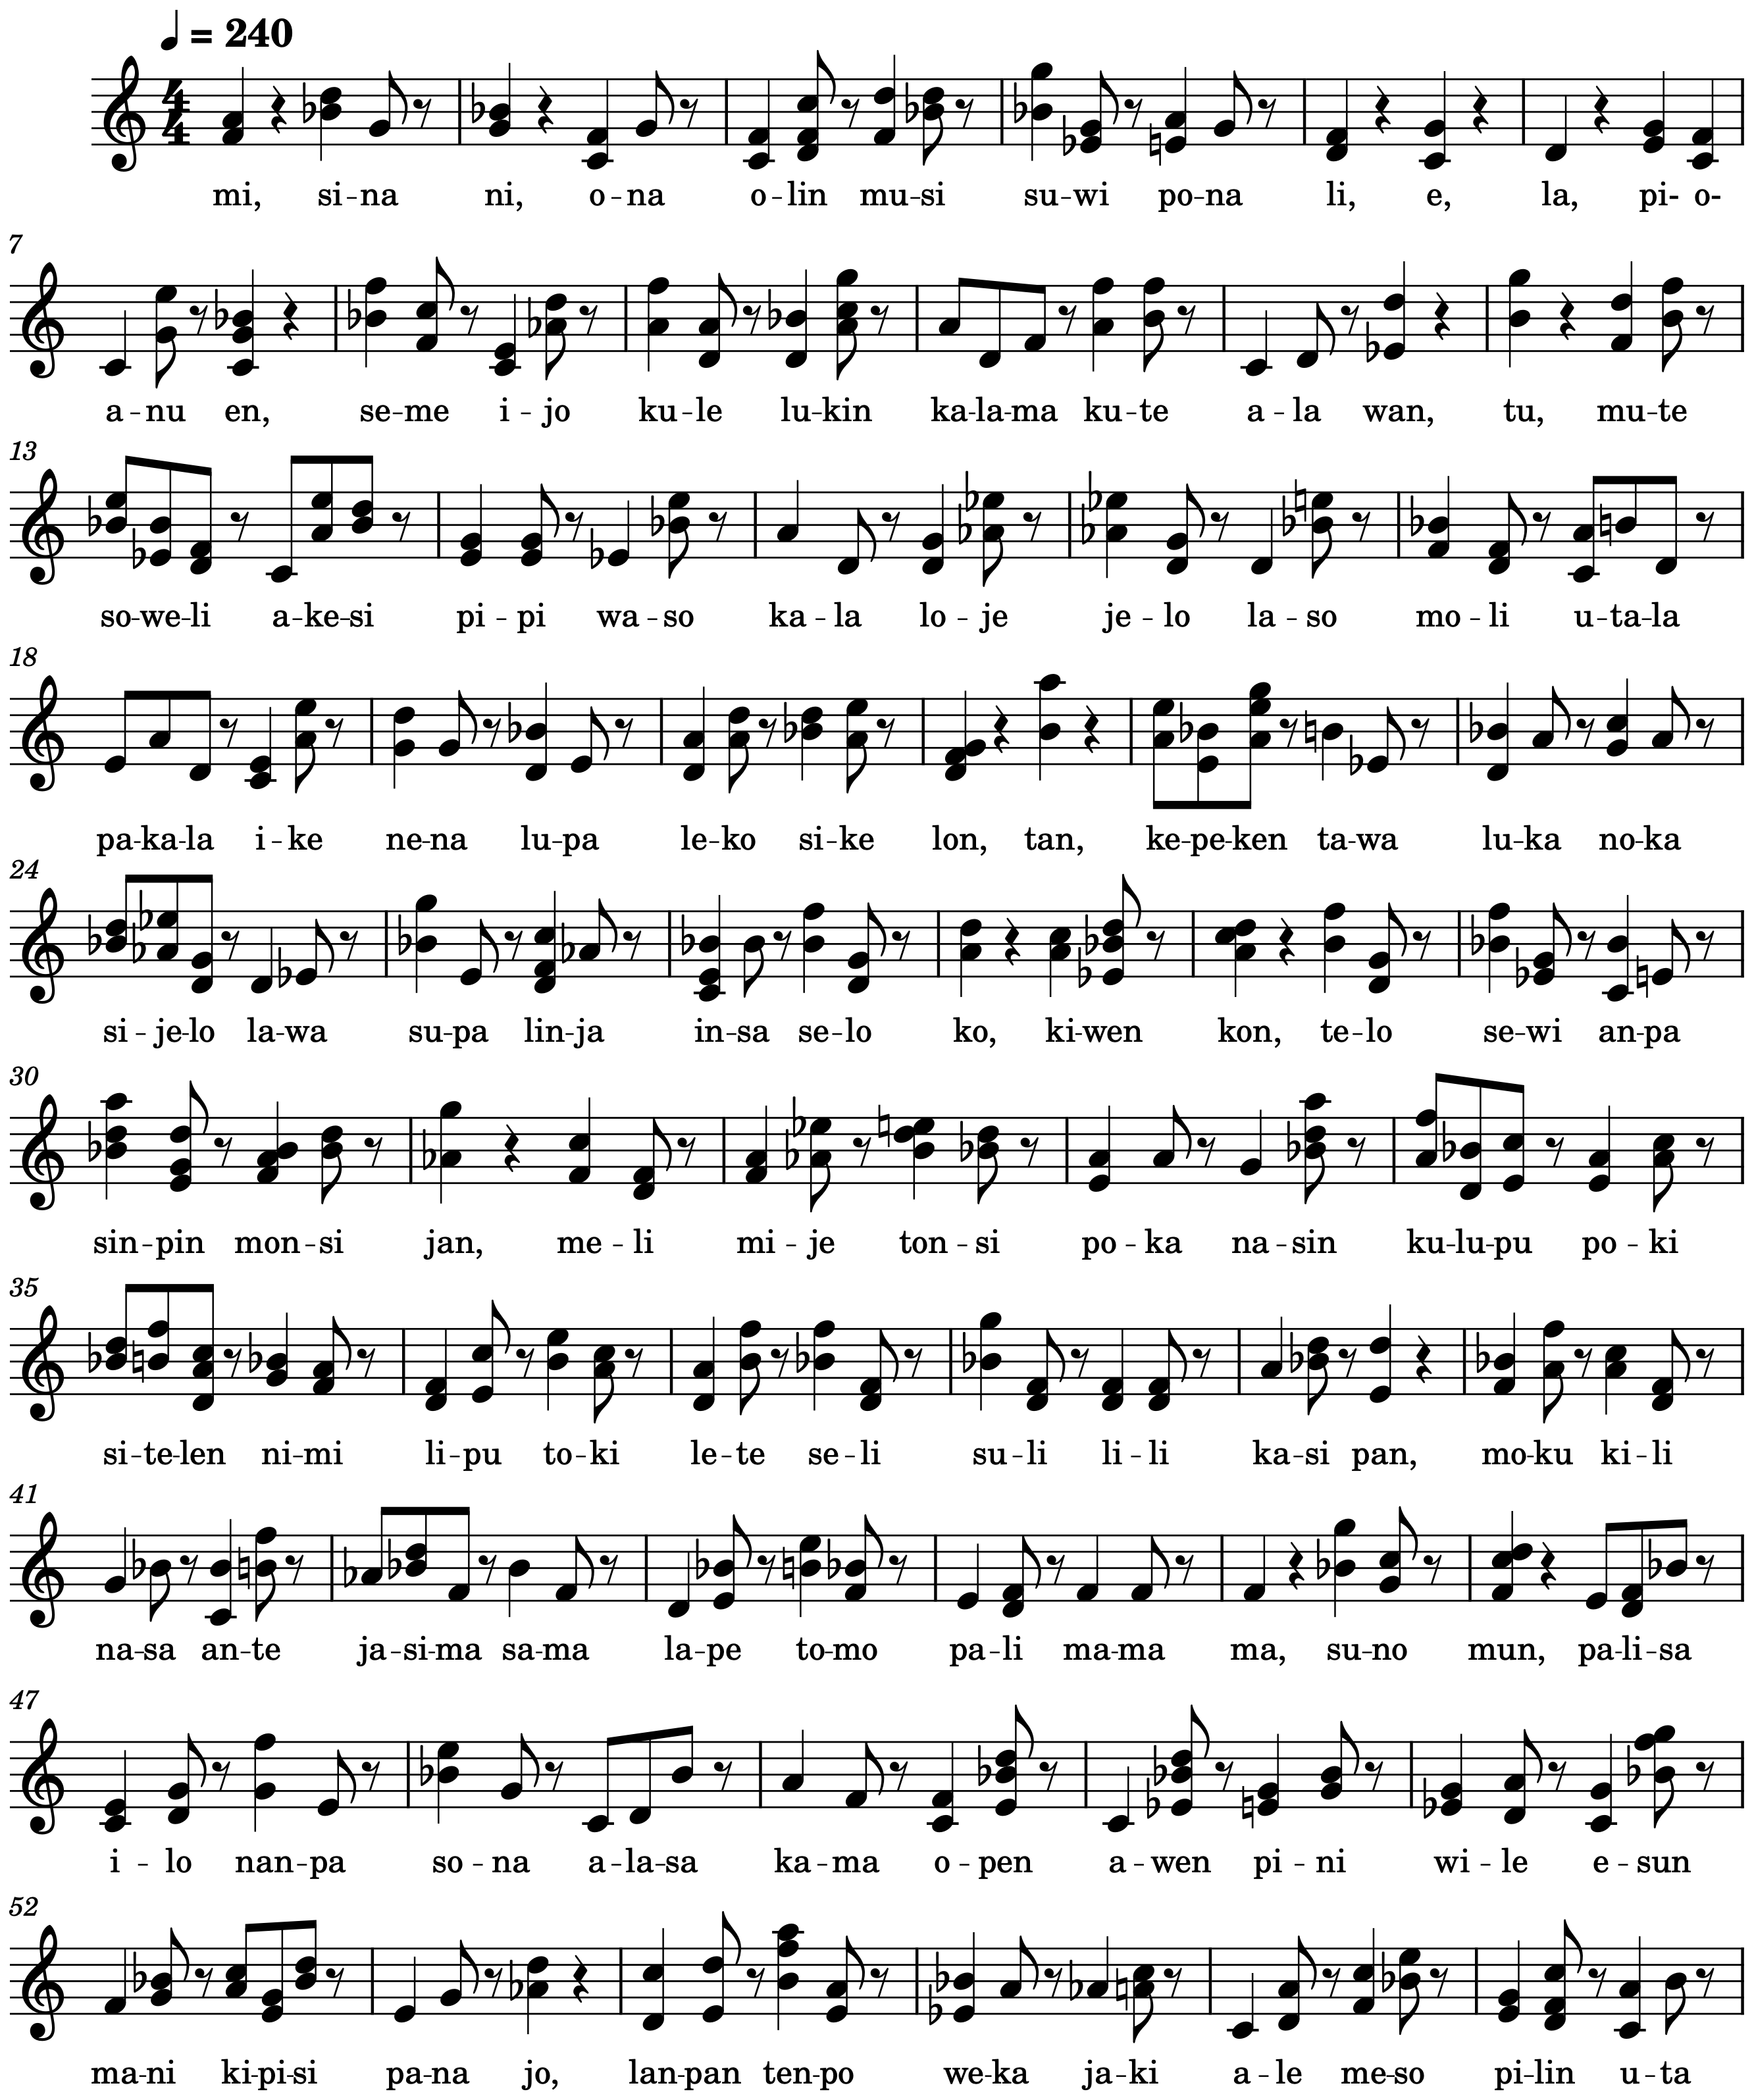 ♩ = 240
mi, si–na ni, o–na o–lin mu–si su–wi po–na li, e, la, pi- o-
7
a–nu en, se–me i–jo ku–le lu–kin ka–la–ma ku–te a–la wan, tu, mu–te
13
so–we–li a–ke–si pi–pi wa–so ka–la lo–je je–lo la–so mo–li u–ta–la
18
pa–ka–la i–ke ne–na lu–pa le–ko si–ke lon, tan, ke–pe–ken ta–wa lu–ka no–ka
24
si–je–lo la–wa su–pa lin–ja in–sa se–lo ko, ki–wen kon, te–lo se–wi an–pa
30
sin–pin mon–si jan, me–li mi–je ton–si po–ka na–sin ku–lu–pu po–ki
35
si–te–len ni–mi li–pu to–ki le–te se–li su–li li–li ka–si pan, mo–ku ki–li
41
na–sa an–te ja–si–ma sa–ma la–pe to–mo pa–li ma–ma ma, su–no mun, pa–li–sa
47
i–lo nan–pa so–na a–la–sa ka–ma o–pen a–wen pi–ni wi–le e–sun
52
ma–ni ki–pi–si pa–na jo, lan–pan ten–po we–ka ja–ki a–le me–so pi–lin u–ta